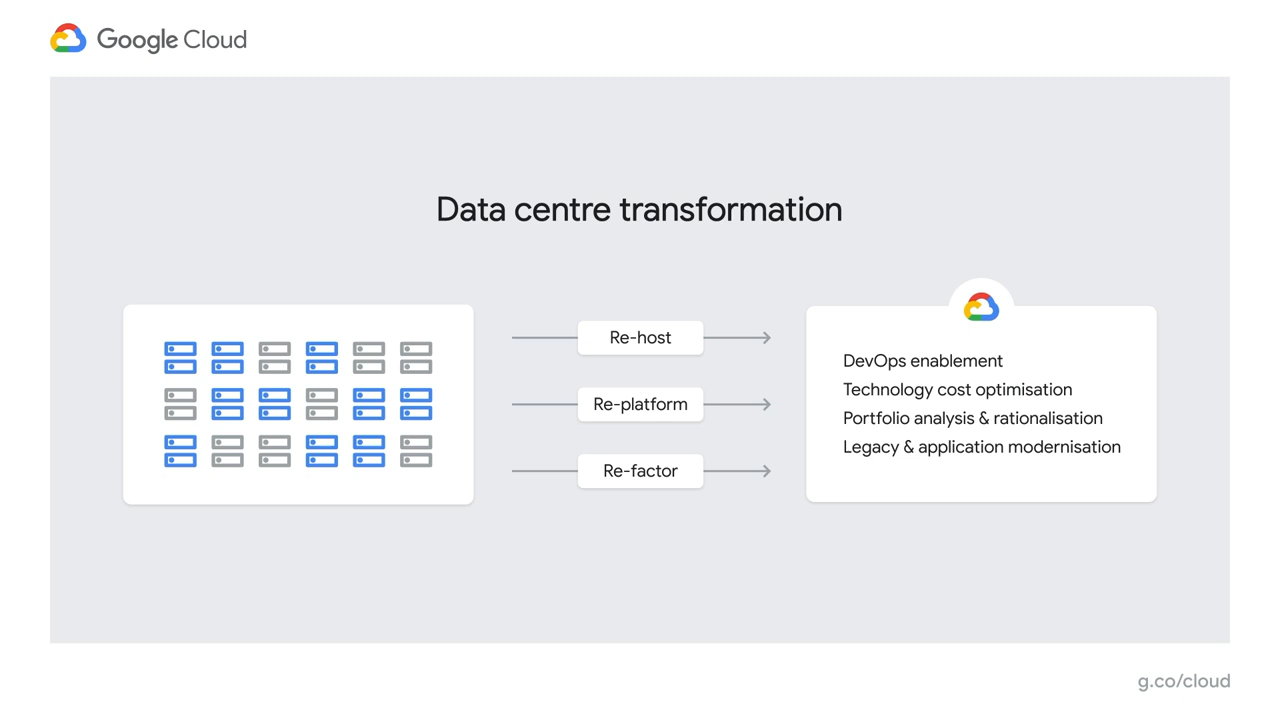 Google Cloud
Data centre transformation
Re-host
Re-platform
Re-factor
DevOps enablement
Technology cost optimisation
Portfolio analysis & rationalisation
Legacy & application modernisation
g.co/cloud